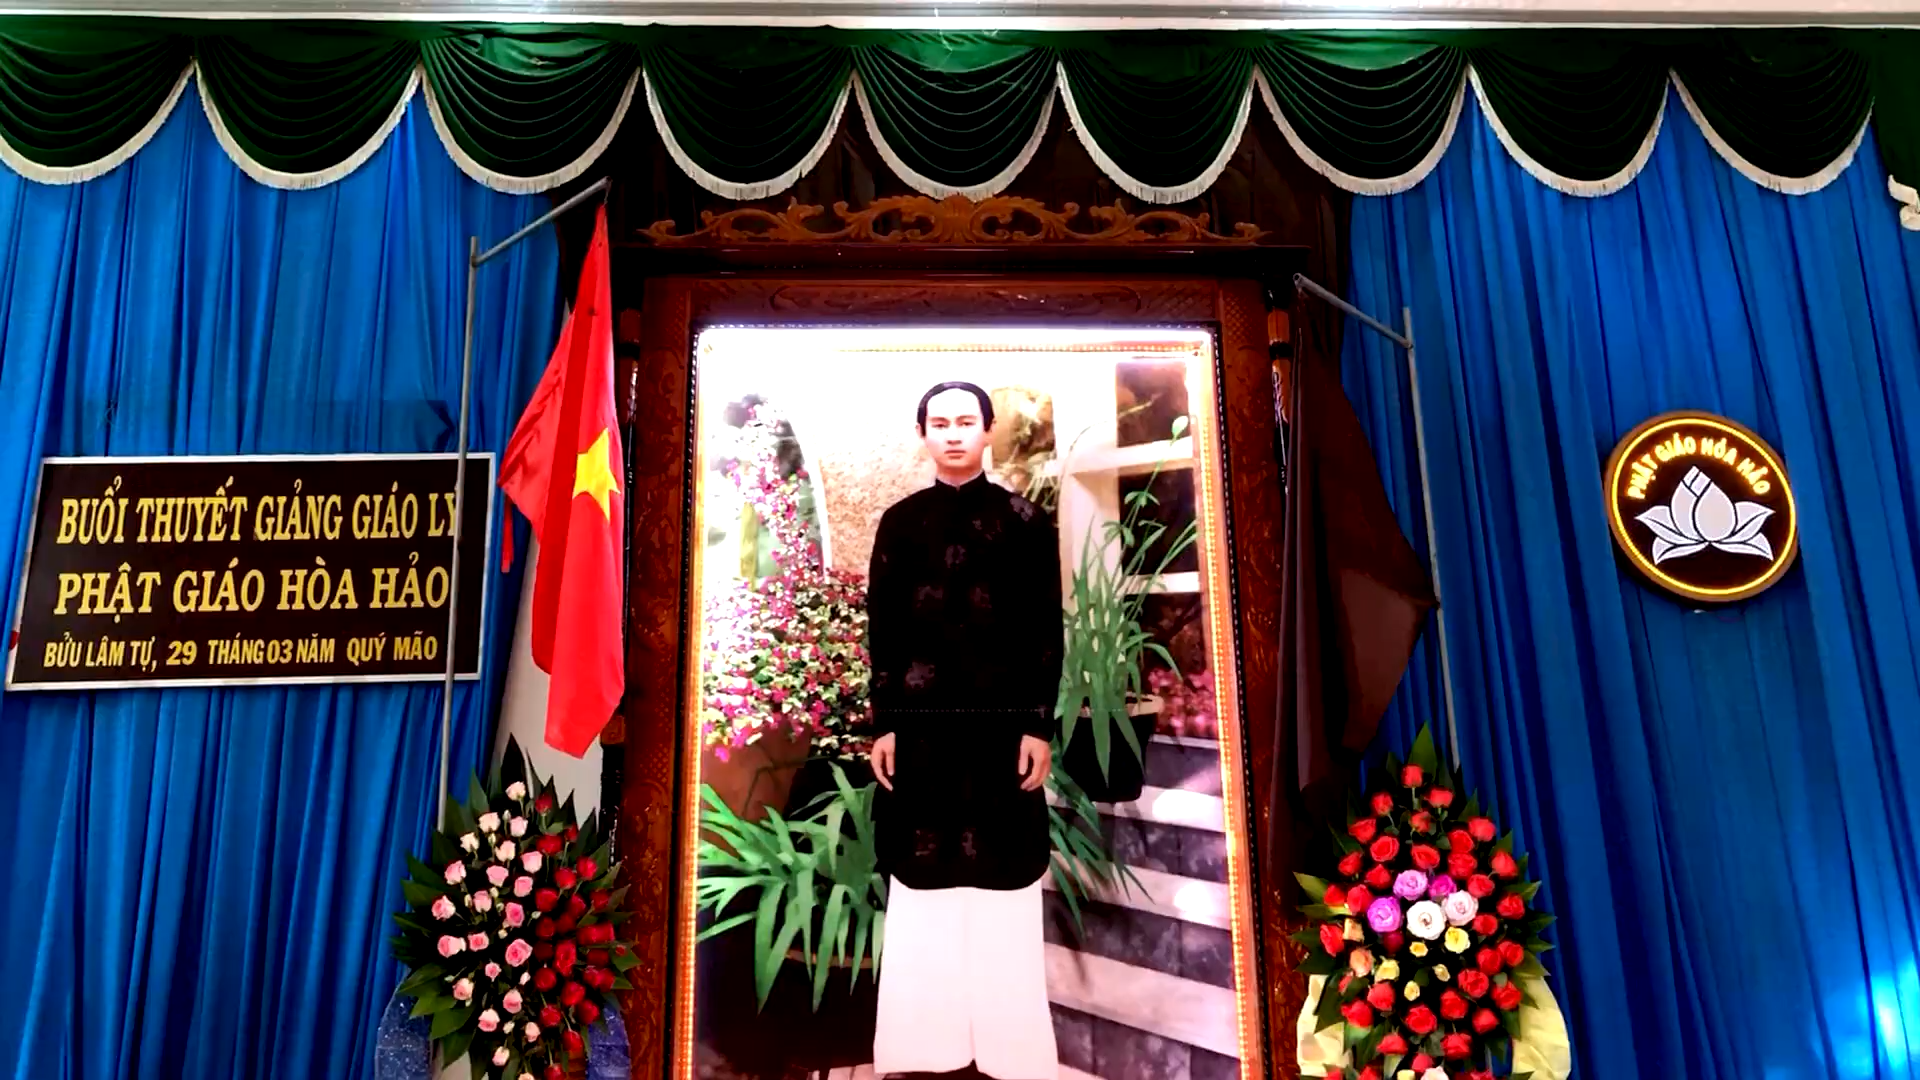 BUỔI THUYẾT GIẢNG GIÁO LÝ
PHẬT GIÁO HÒA HẢO
BỬU LÂM TỰ, 29 THÁNG 03 NĂM QUÝ MÃO
PHẬT GIÁO HÒA HẢO